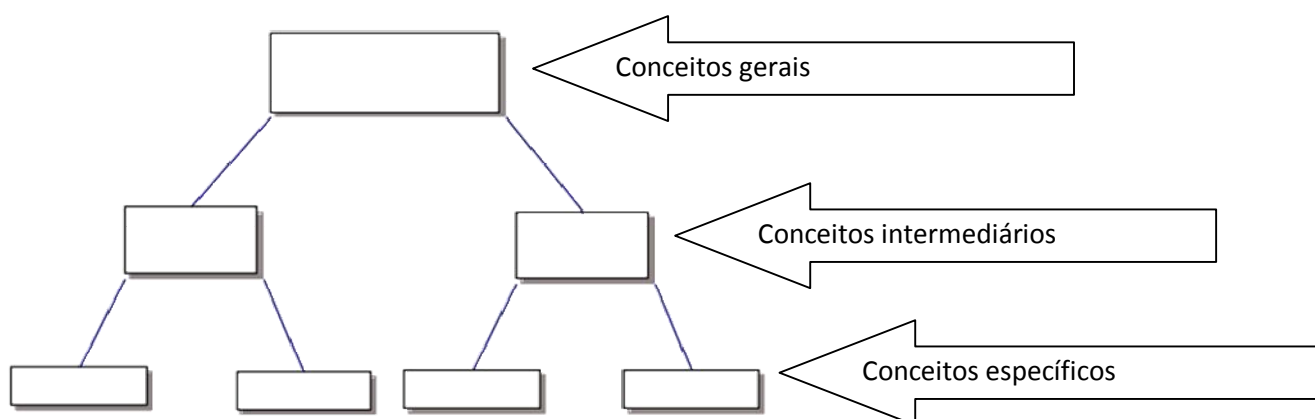 Conceitos gerais
Conceitos intermediários
Conceitos específicos